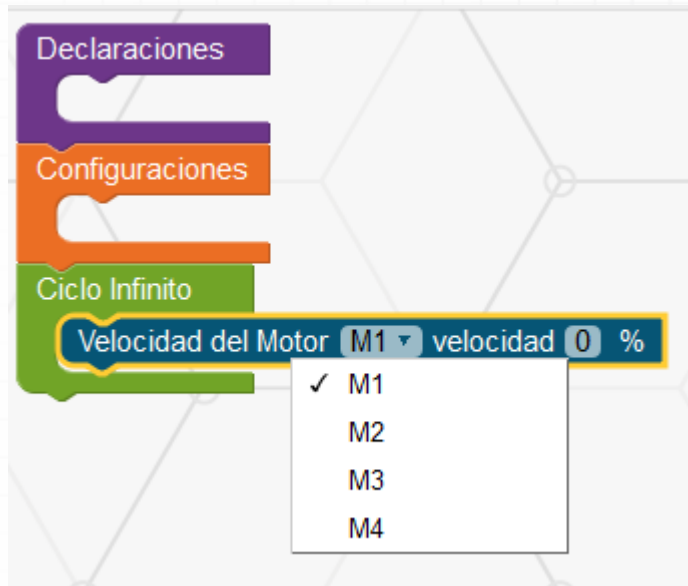 Declaraciones
Configuraciones
Ciclo Infinito
Velocidad del Motor M1 velocidad 0 %
M1
M2
M3
M4